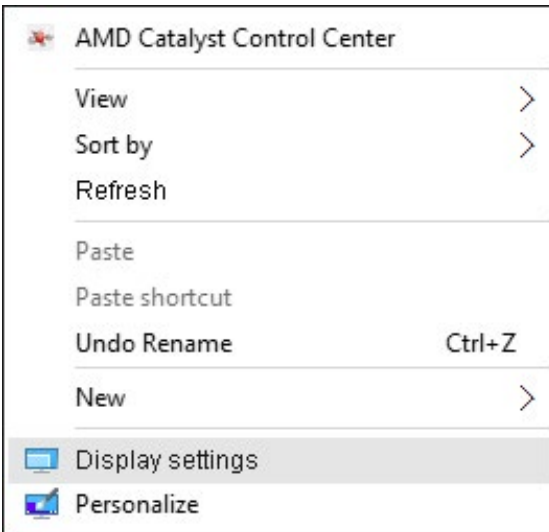 AMD Catalyst Control Center
View
Sort by
Refresh
Paste
Paste shortcut
Undo Rename Ctrl+Z
New
Display settings
Personalize